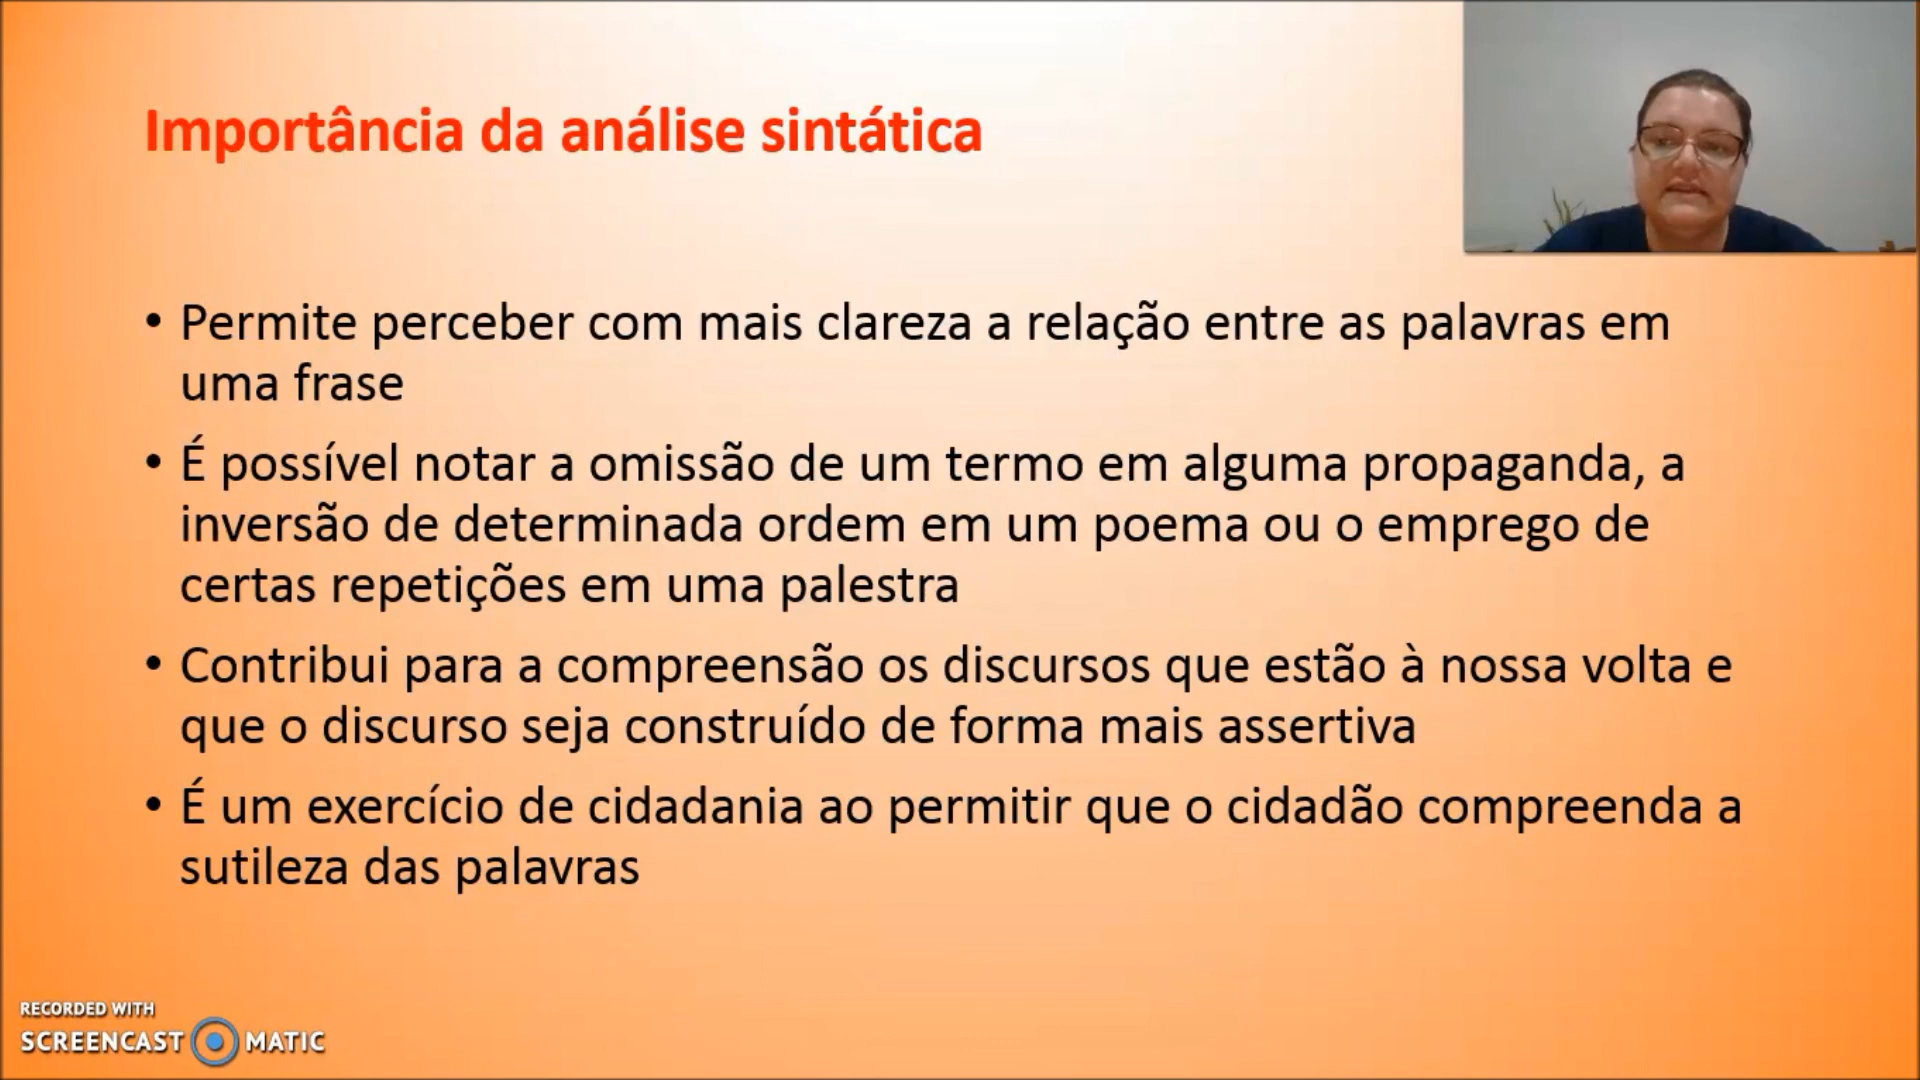 Importância da análise sintática
• Permite perceber com mais clareza a relação entre as palavras em
uma frase
• É possível notar a omissão de um termo em alguma propaganda, a
inversão de determinada ordem em um poema ou o emprego de
certas repetições em uma palestra
• Contribui para a compreensão os discursos que estão à nossa volta e
que o discurso seja construído de forma mais assertiva
• É um exercício de cidadania ao permitir que o cidadão compreenda a
sutileza das palavras
RECORDED WITH
SCREENCAST MATIC